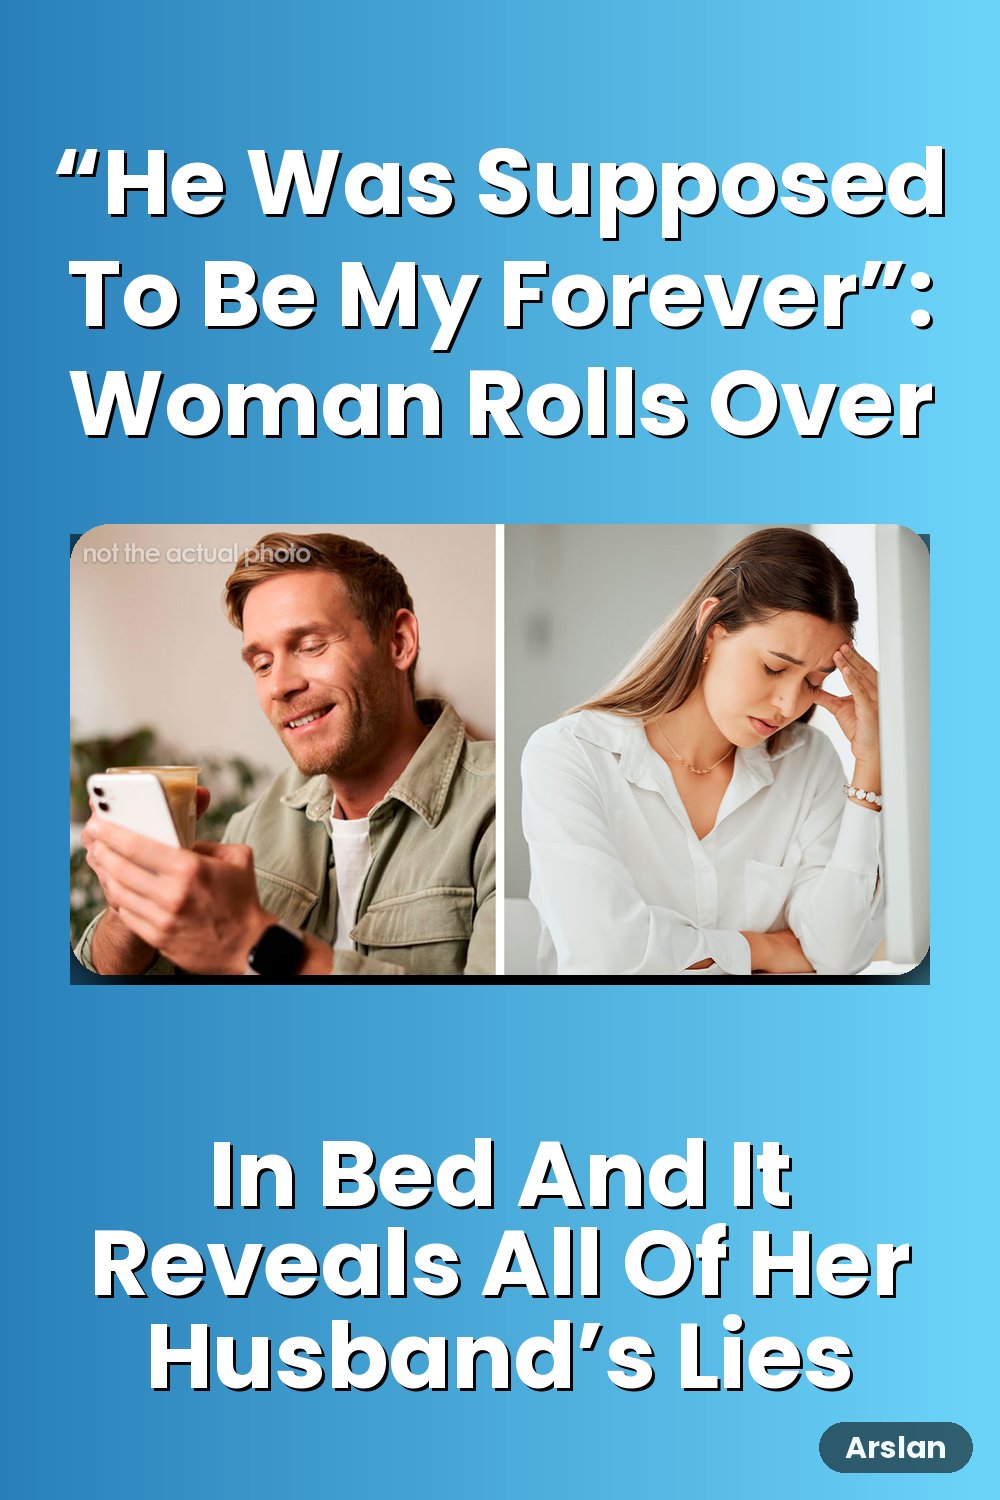 “He Was Supposed
To Be My Forever”:
Woman Rolls Over
not the actual photo
In Bed And It
Reveals All Of Her
Husband’s Lies
Arslan